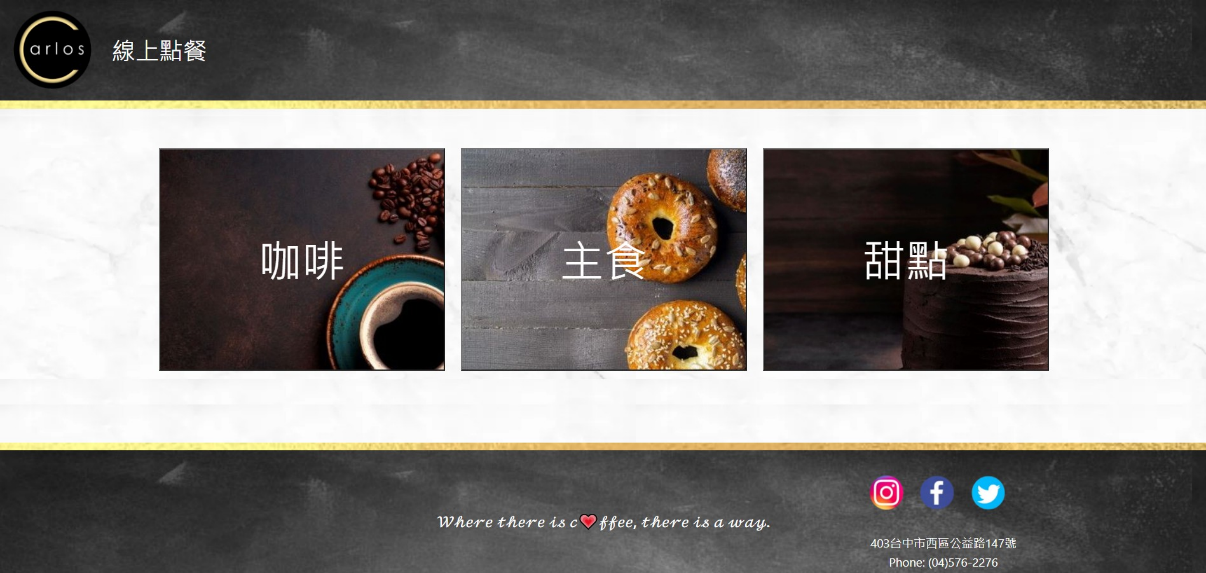 Carlos
線上點餐
咖啡
主食
甜點
Where there is c❤ffee, there is a way.
403台中市西區公益路147號
Phone: (04)576-2276